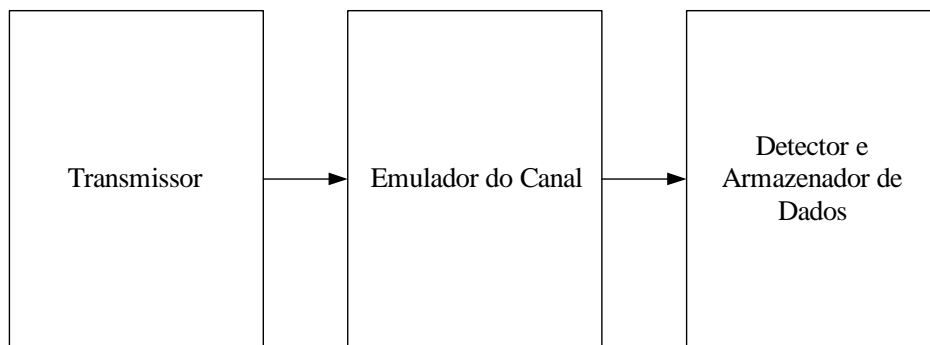 Transmissor
Emulador do Canal
Detector e
Armazenador de
Dados